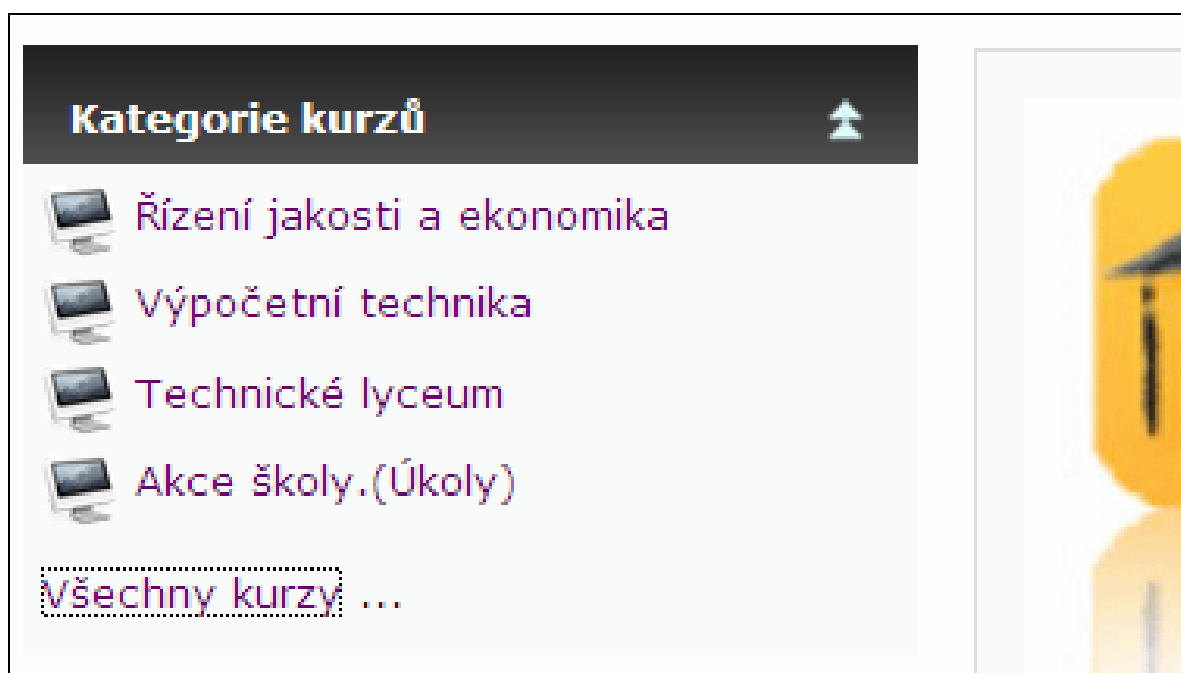 Kategorie kurzů
Řízení jakosti a ekonomika
Výpočetní technika
Technické lyceum
Akce školy.(Úkoly)
Všechny kurzy ...